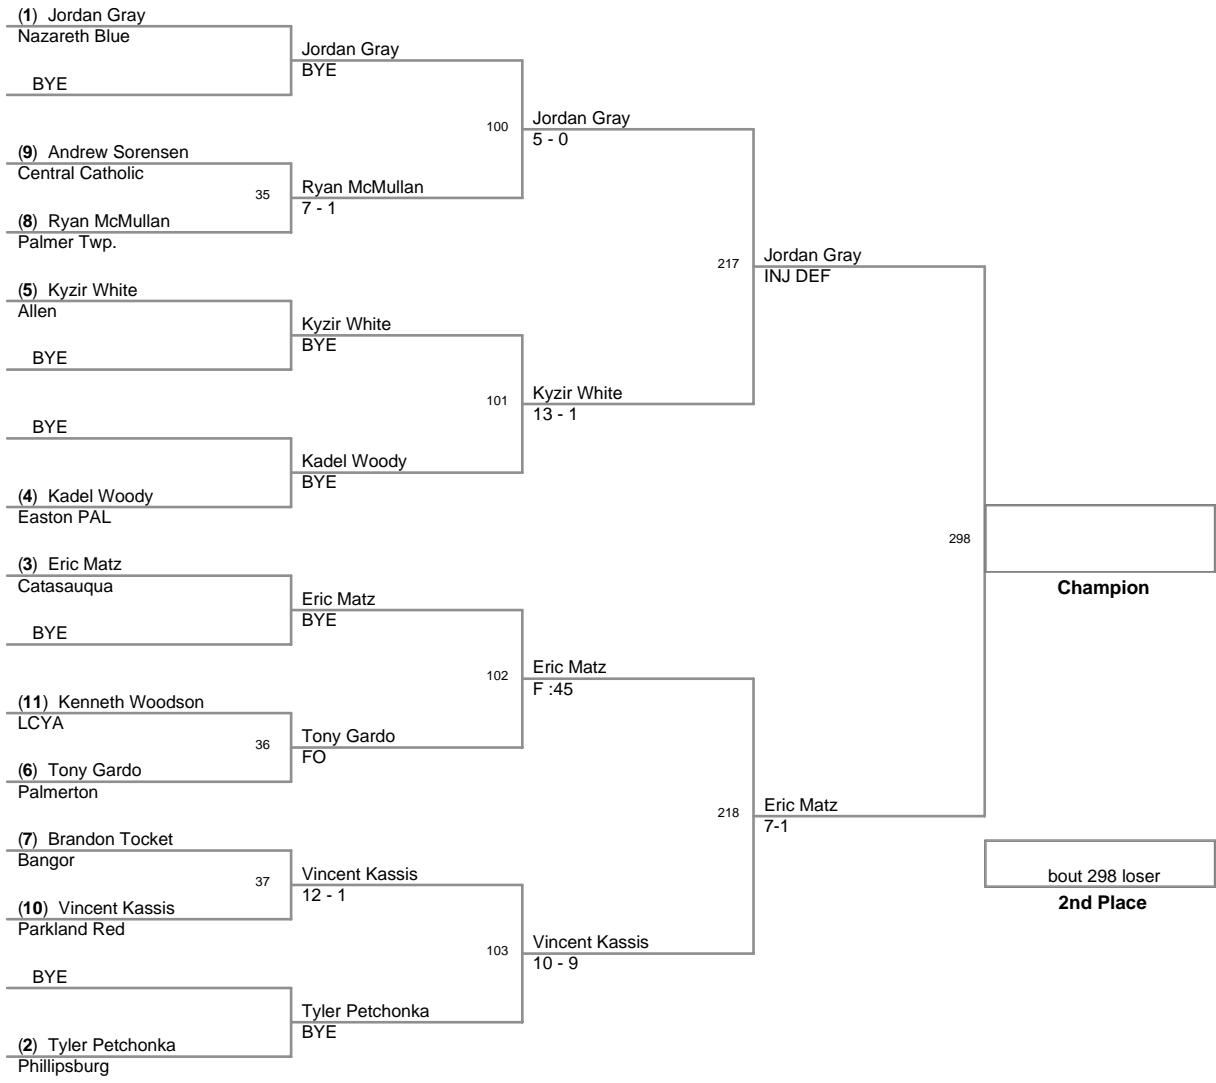 (1) Jordan Gray
Nazareth Blue
BYE
(9) Andrew Sorensen
Central Catholic
(8) Ryan McMullan
Palmer Twp.
(5) Kyzir White
Allen
BYE
BYE
(4) Kadel Woody
Easton PAL
(3) Eric Matz
Catasauqua
BYE
(11) Kenneth Woodson
LCYA
(6) Tony Gardo
Palmerton
(7) Brandon Tocket
Bangor
(10) Vincent Kassis
Parkland Red
BYE
(2) Tyler Petchonka
Phillipsburg
35
36
37
Jordan Gray
BYE
Ryan McMullan
7 - 1
Kyzir White
BYE
Kadel Woody
BYE
Eric Matz
BYE
Tony Gardo
FO
Vincent Kassis
12 - 1
Tyler Petchonka
BYE
100
101
102
103
Jordan Gray
5 - 0
Kyzir White
13 - 1
Eric Matz
F :45
Vincent Kassis
10 - 9
217
218
Jordan Gray
INJ DEF
Eric Matz
7-1
298
Champion
bout 298 loser
2nd Place